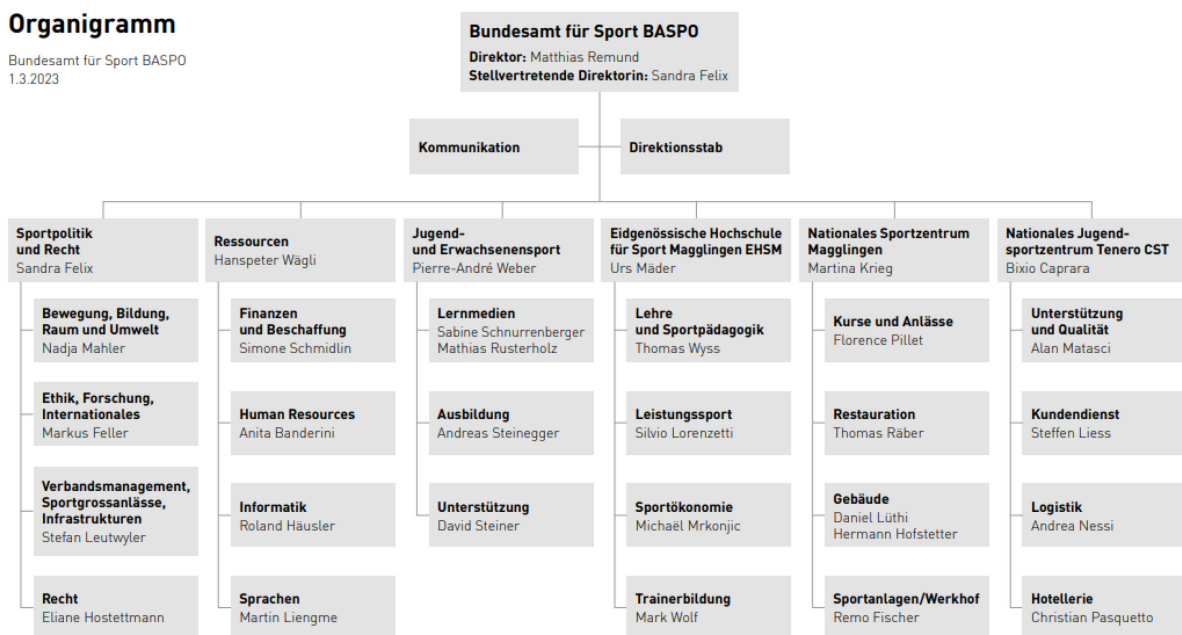 Organigramm
Bundesamt für Sport BASPO
1.3.2023
Bundesamt für Sport BASPO
Direktor: Matthias Remund
Stellvertretende Direktorin: Sandra Felix
Kommunikation
Direktionsstab
Sportpolitik
und Recht
Sandra Felix
Bewegung, Bildung,
Raum und Umwelt
Nadja Mahler
Ethik, Forschung,
Internationales
Markus Feller
Verbandsmanagement,
Sportgrossanlässe,
Infrastrukturen
Stefan Leutwyler
Recht
Eliane Hostettmann
Ressourcen
Hanspeter Wägli
Finanzen
und Beschaffung
Simone Schmidlin
Human Resources
Anita Banderini
Informatik
Roland Häusler
Sprachen
Martin Liengme
Jugend-
und Erwachsenensport
Pierre-André Weber
Lernmedien
Sabine Schnurrenberger
Mathias Rusterholz
Ausbildung
Andreas Steinegger
Unterstützung
David Steiner
Eidgenössische Hochschule
für Sport Magglingen EHSM
Urs Mäder
Lehre
und Sportpädagogik
Thomas Wyss
Leistungssport
Silvio Lorenzetti
Sportökonomie
Michaël Mrkonjic
Trainerbildung
Mark Wolf
Nationales Sportzentrum
Magglingen
Martina Krieg
Kurse und Anlässe
Florence Pillet
Restauration
Thomas Räber
Gebäude
Daniel Lüthi
Hermann Hofstetter
Sportanlagen/Werkhof
Remo Fischer
Nationales Jugend-
sportzentrum Tenero CST
Bixio Caprara
Unterstützung
und Qualität
Alan Matasci
Kundendienst
Steffen Liess
Logistik
Andrea Nessi
Hotellerie
Christian Pasquetto